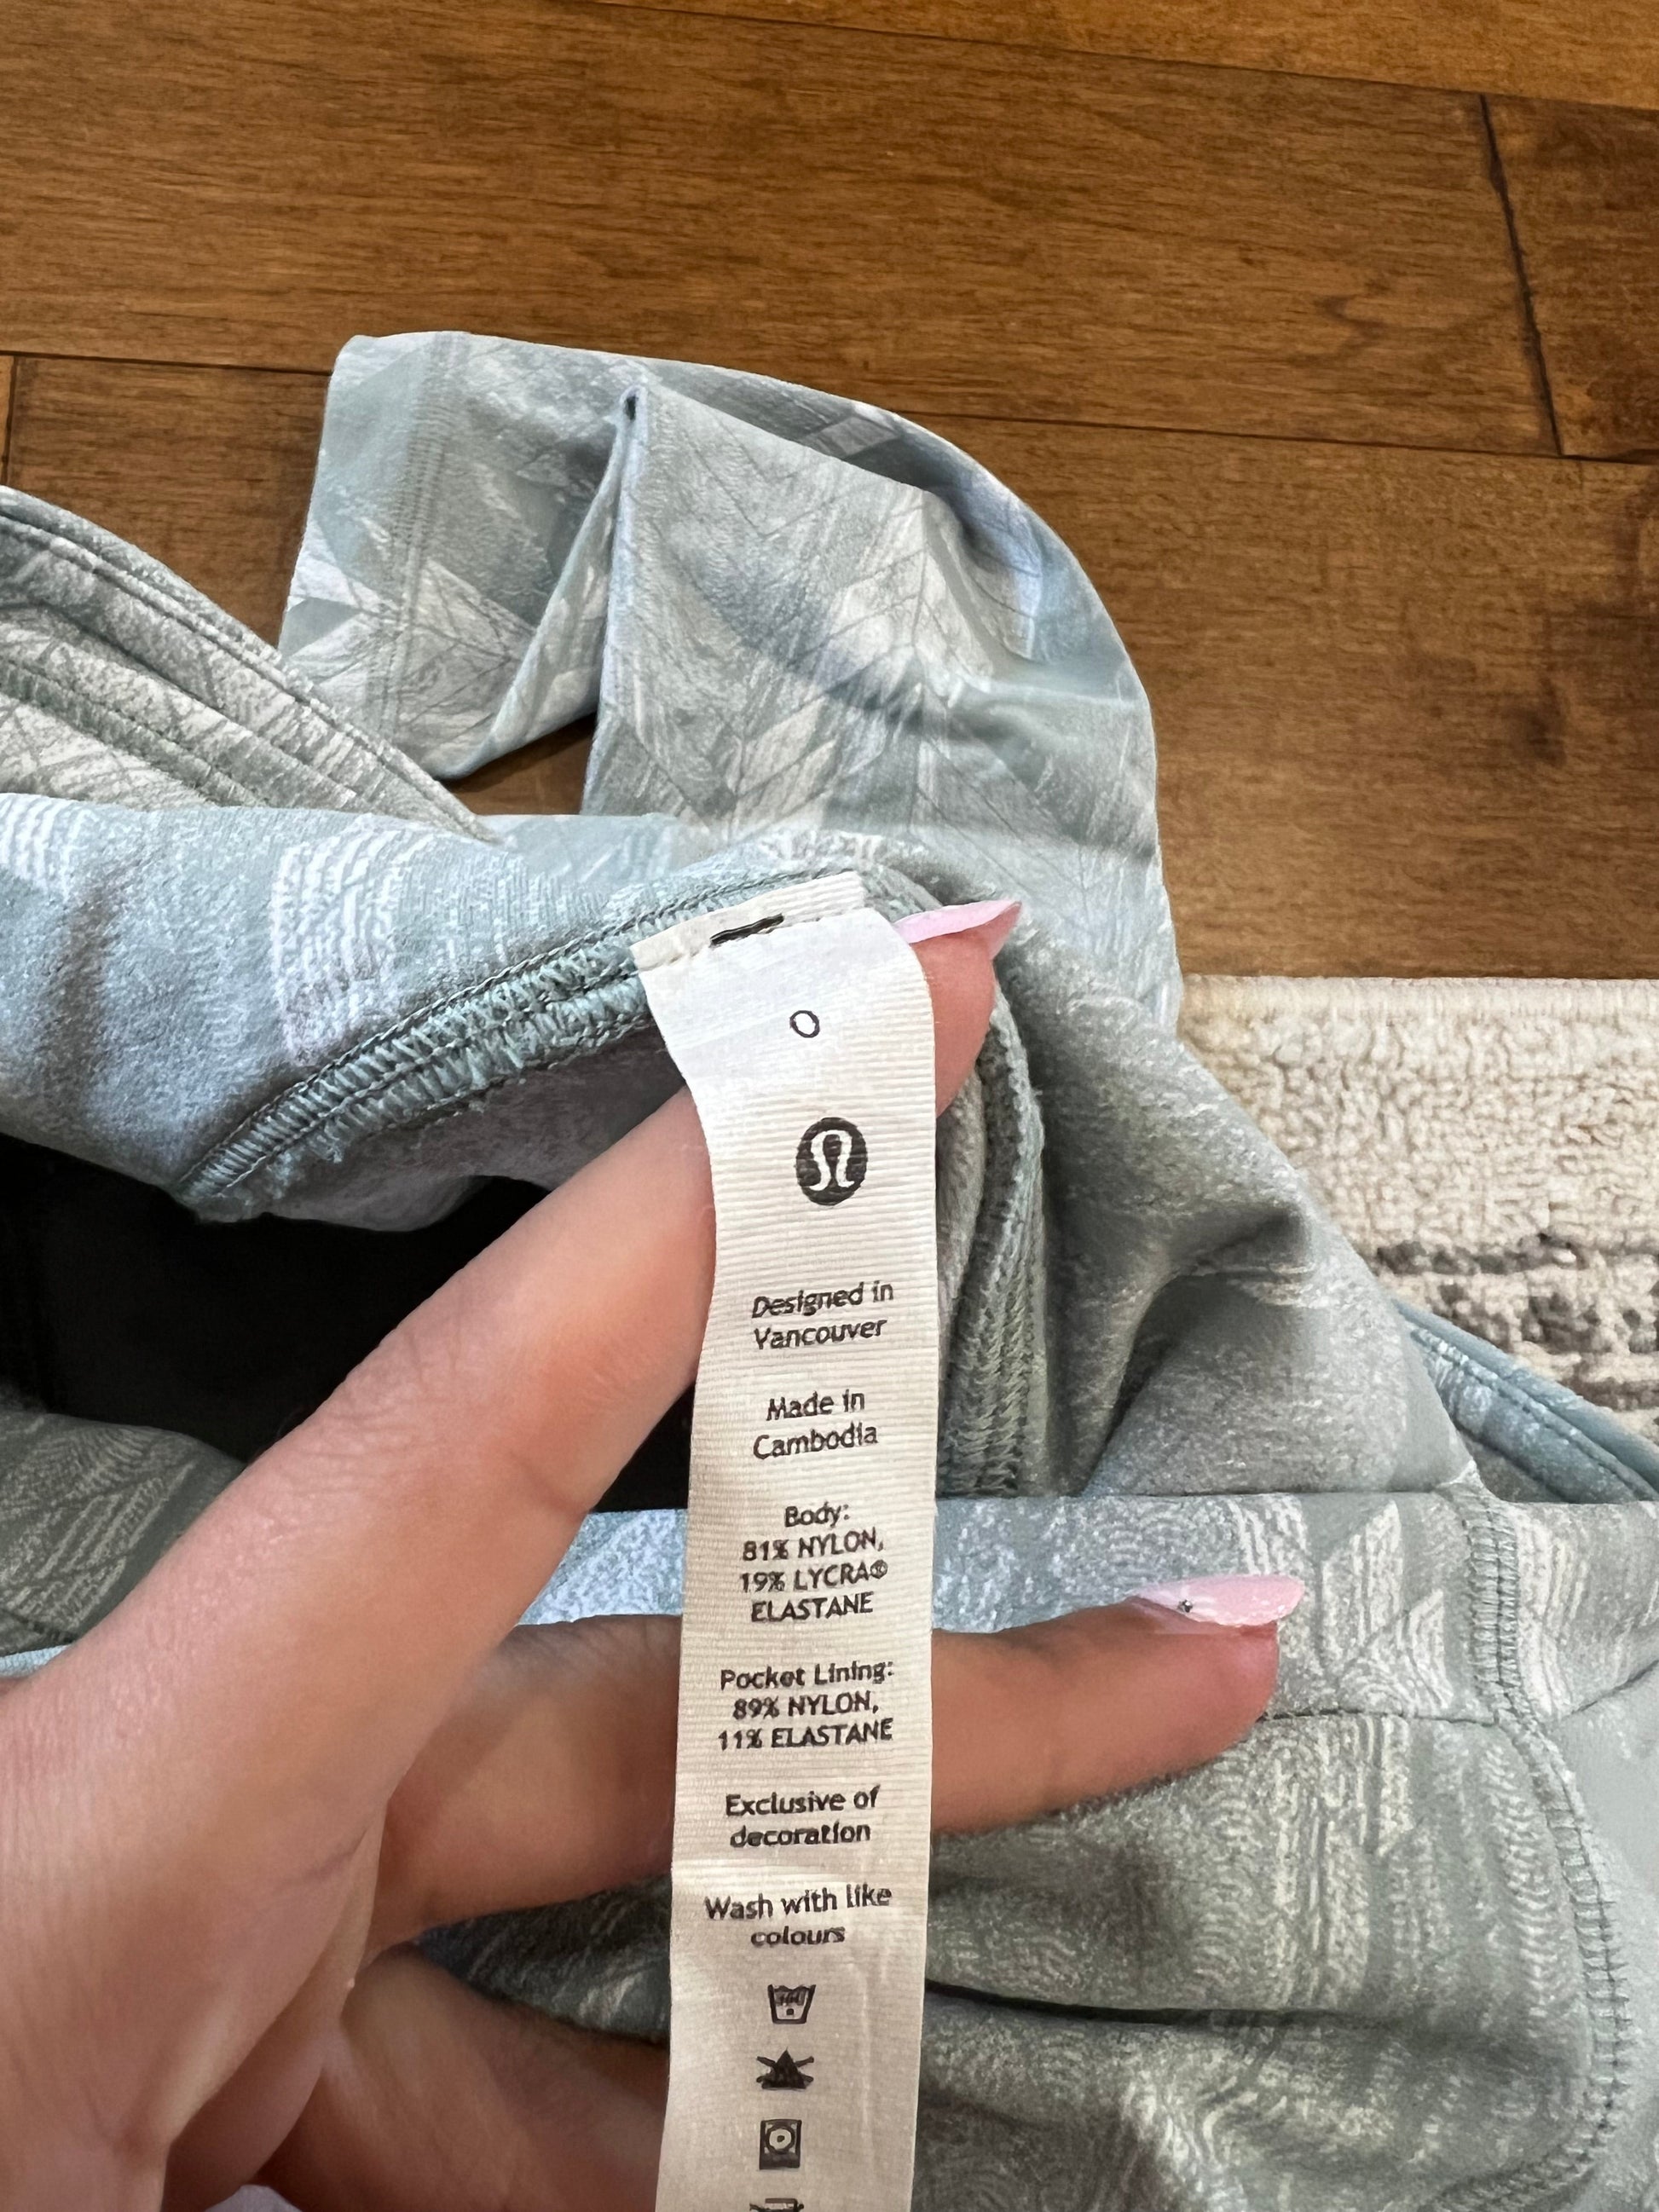 0
Designed in
Vancouver
Made in
Cambodia
Body:
81% NYLON,
19% LYCRA®
ELASTANE
Pocket Lining:
89% NYLON,
11% ELASTANE
Exclusive of
decoration
Wash with like
colours